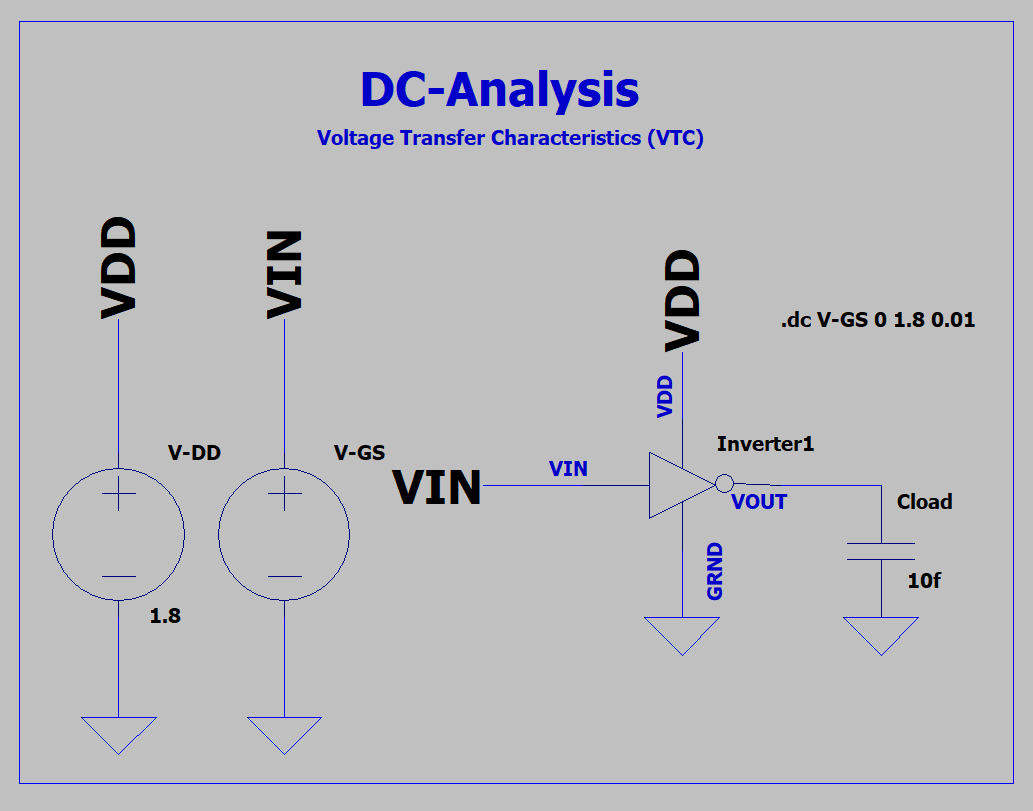 DC-Analysis
Voltage Transfer Characteristics (VTC)
VDD
VIN
VDD
.dc V-GS 0 1.8 0.01
VDD
V-DD
V-GS
Inverter1
VIN
VIN
VOUT
Cload
GRND
10f
1.8